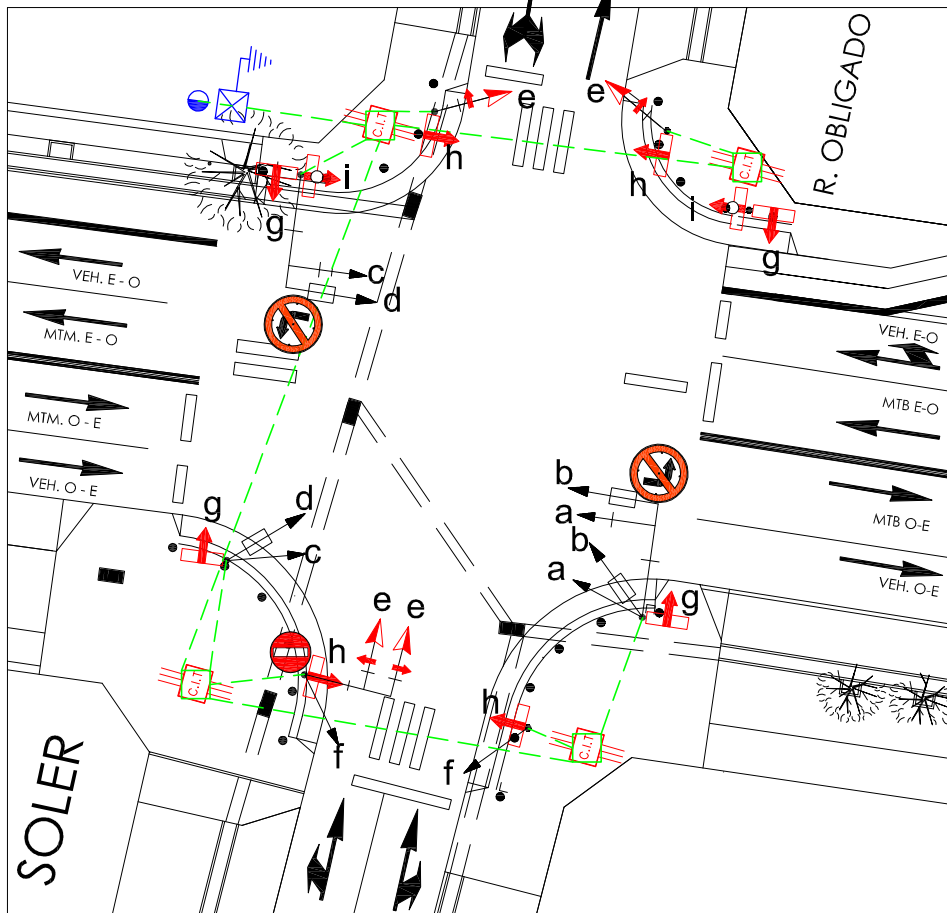 e
e
R. OBLIGADO
C.I.T
h
C.I.T
h
i
i
g
g
c
VEH. E - O
d
MTM. E - O
VEH. E-O
MTB E-O
MTM. O - E
VEH. O - E
b
d
a
MTB O-E
g
b
c
a
VEH. O-E
e
e
g
h
C.I.T
h
f
f
C.I.T
SOLER